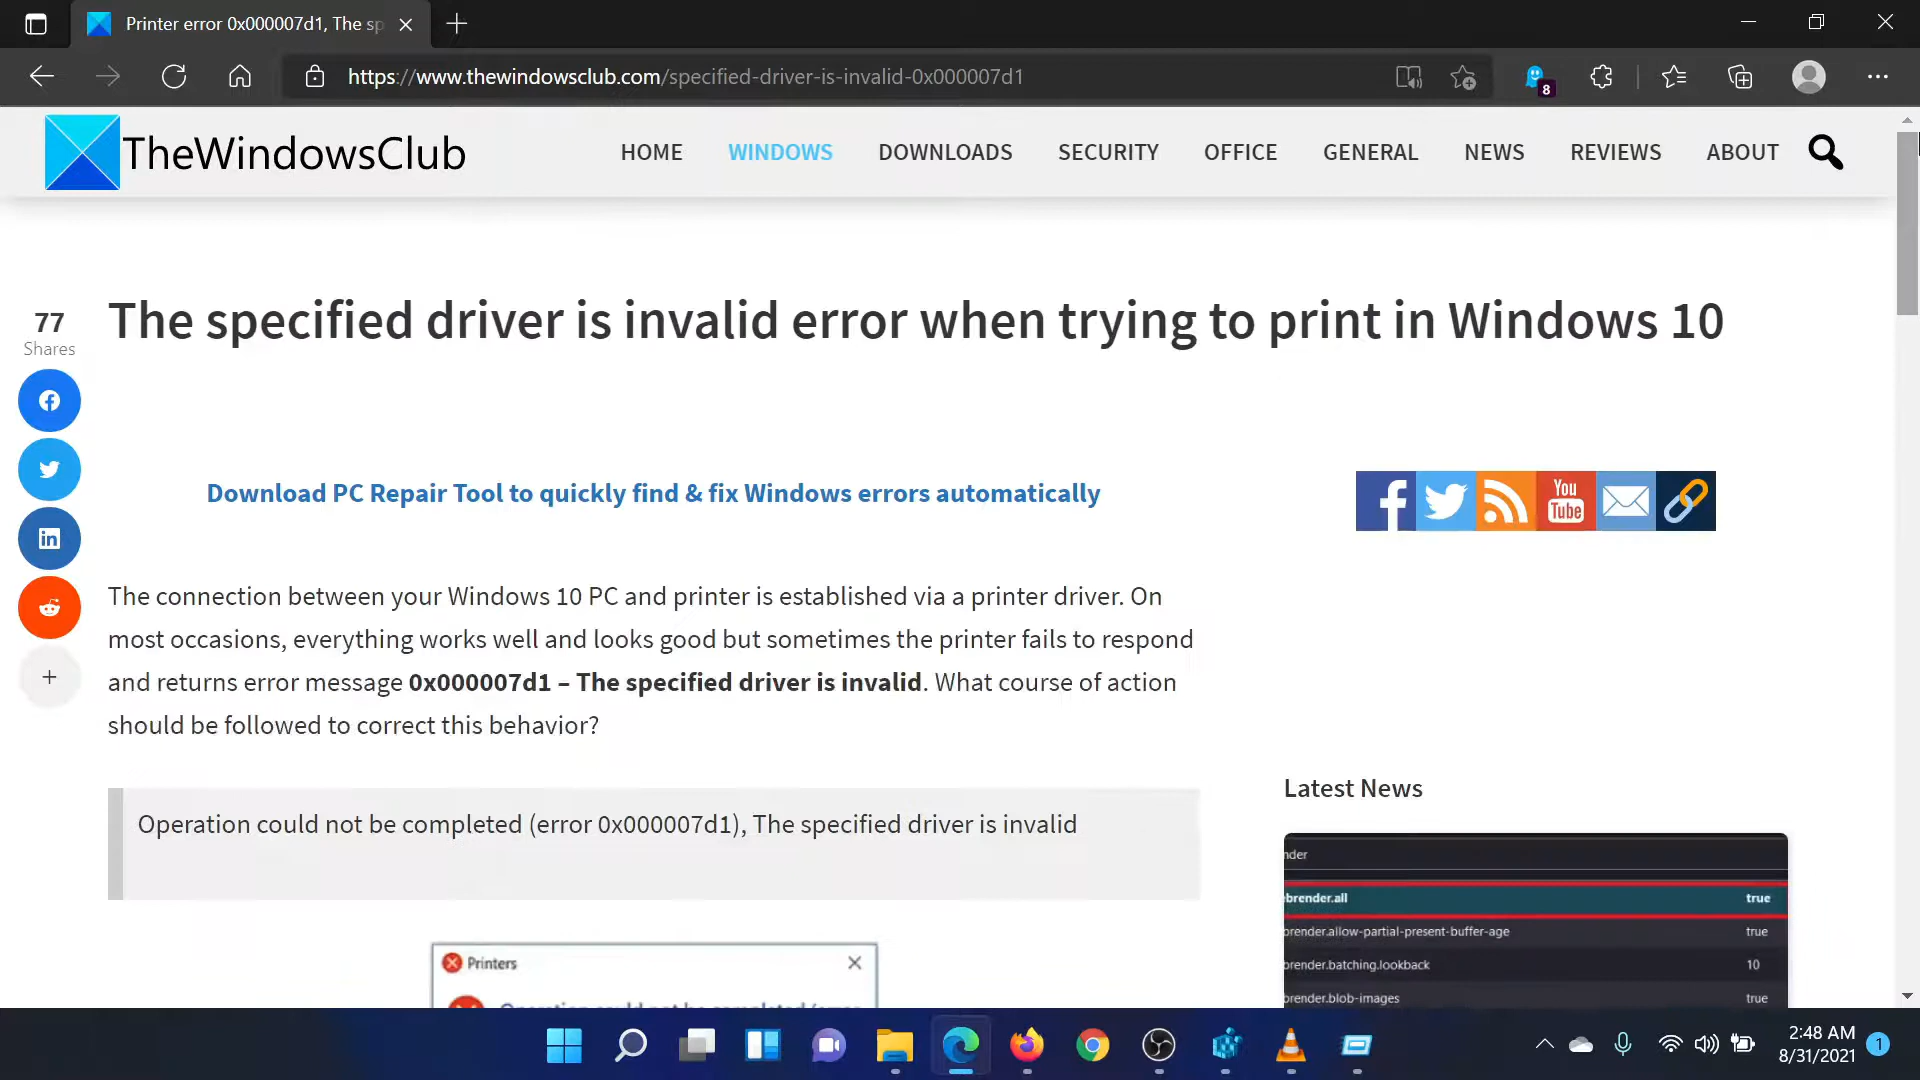 Printer error 0x000007d1, The sp
https://www.thewindowsclub.com/specified-driver-is-invalid-0x000007d1
8
TheWindowsClub
HOME
WINDOWS
DOWNLOADS
SECURITY
OFFICE
GENERAL
NEWS
REVIEWS
ABOUT
The specified driver is invalid error when trying to print in Windows 10
77
Shares
Download PC Repair Tool to quickly find & fix Windows errors automatically
You
Tube
The connection between your Windows 10 PC and printer is established via a printer driver. On
most occasions, everything works well and looks good but sometimes the printer fails to respond
and returns error message 0x000007d1 – The specified driver is invalid. What course of action
should be followed to correct this behavior?
Operation could not be completed (error 0x000007d1), The specified driver is invalid
Printers
Latest News
nder
ebrender.all true
brender.allow-partial-present-buffer-age true
brender.batching.lookback 10
brender.blob-images true
2:48 AM
8/31/2021
1